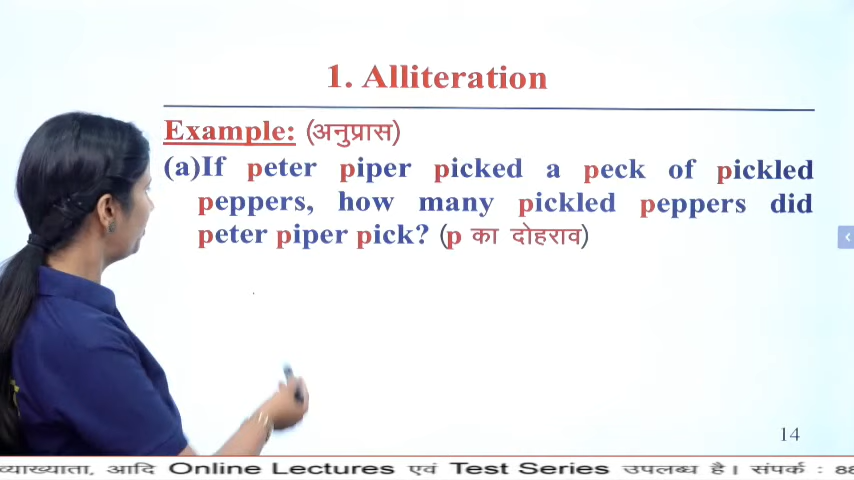 1. Alliteration
Example: (अनुप्रास)
(a)If peter piper picked a peck of pickled
peppers, how many pickled peppers did
peter piper pick? (p का दोहराव)
14
व्याख्याता, आदि Online Lectures एवं Test Series उपलब्ध है। संपर्क : 88